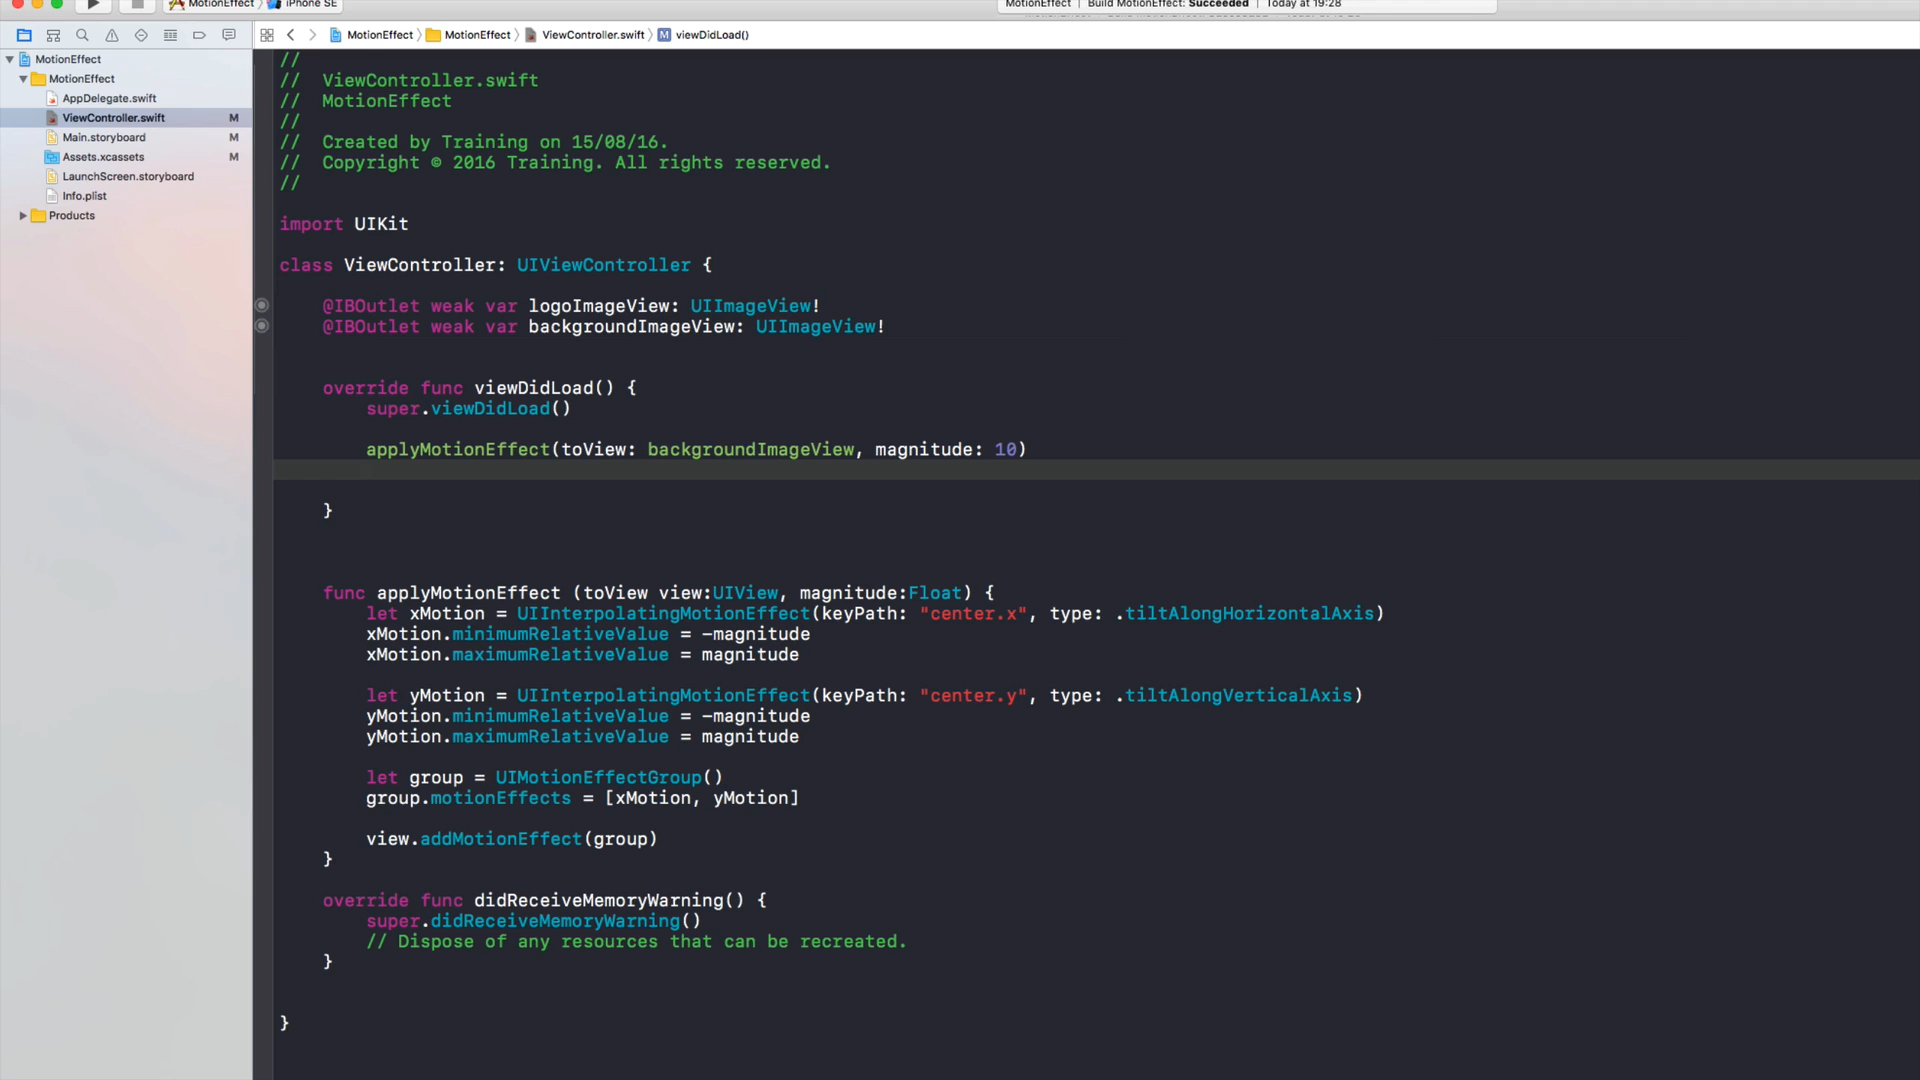 MotionEffect iPhone SE MotionEffect | Build MotionEffect: Succeeded | Today at 19:28
MotionEffect MotionEffect ViewController.swift M viewDidLoad()
MotionEffect
MotionEffect
AppDelegate.swift
ViewController.swift M
Main.storyboard M
Assets.xcassets M
LaunchScreen.storyboard
Info.plist
Products
//
// ViewController.swift
// MotionEffect
//
// Created by Training on 15/08/16.
// Copyright © 2016 Training. All rights reserved.
//
import UIKit
class ViewController: UIViewController {
@IBOutlet weak var logoImageView: UIImageView!
@IBOutlet weak var backgroundImageView: UIImageView!
override func viewDidLoad() {
super.viewDidLoad()
applyMotionEffect(toView: backgroundImageView, magnitude: 10)
}
func applyMotionEffect (toView view:UIView, magnitude:Float) {
let xMotion = UIInterpolatingMotionEffect(keyPath: "center.x", type: .tiltAlongHorizontalAxis)
xMotion.minimumRelativeValue = -magnitude
xMotion.maximumRelativeValue = magnitude
let yMotion = UIInterpolatingMotionEffect(keyPath: "center.y", type: .tiltAlongVerticalAxis)
yMotion.minimumRelativeValue = -magnitude
yMotion.maximumRelativeValue = magnitude
let group = UIMotionEffectGroup()
group.motionEffects = [xMotion, yMotion]
view.addMotionEffect(group)
}
override func didReceiveMemoryWarning() {
super.didReceiveMemoryWarning()
// Dispose of any resources that can be recreated.
}
}